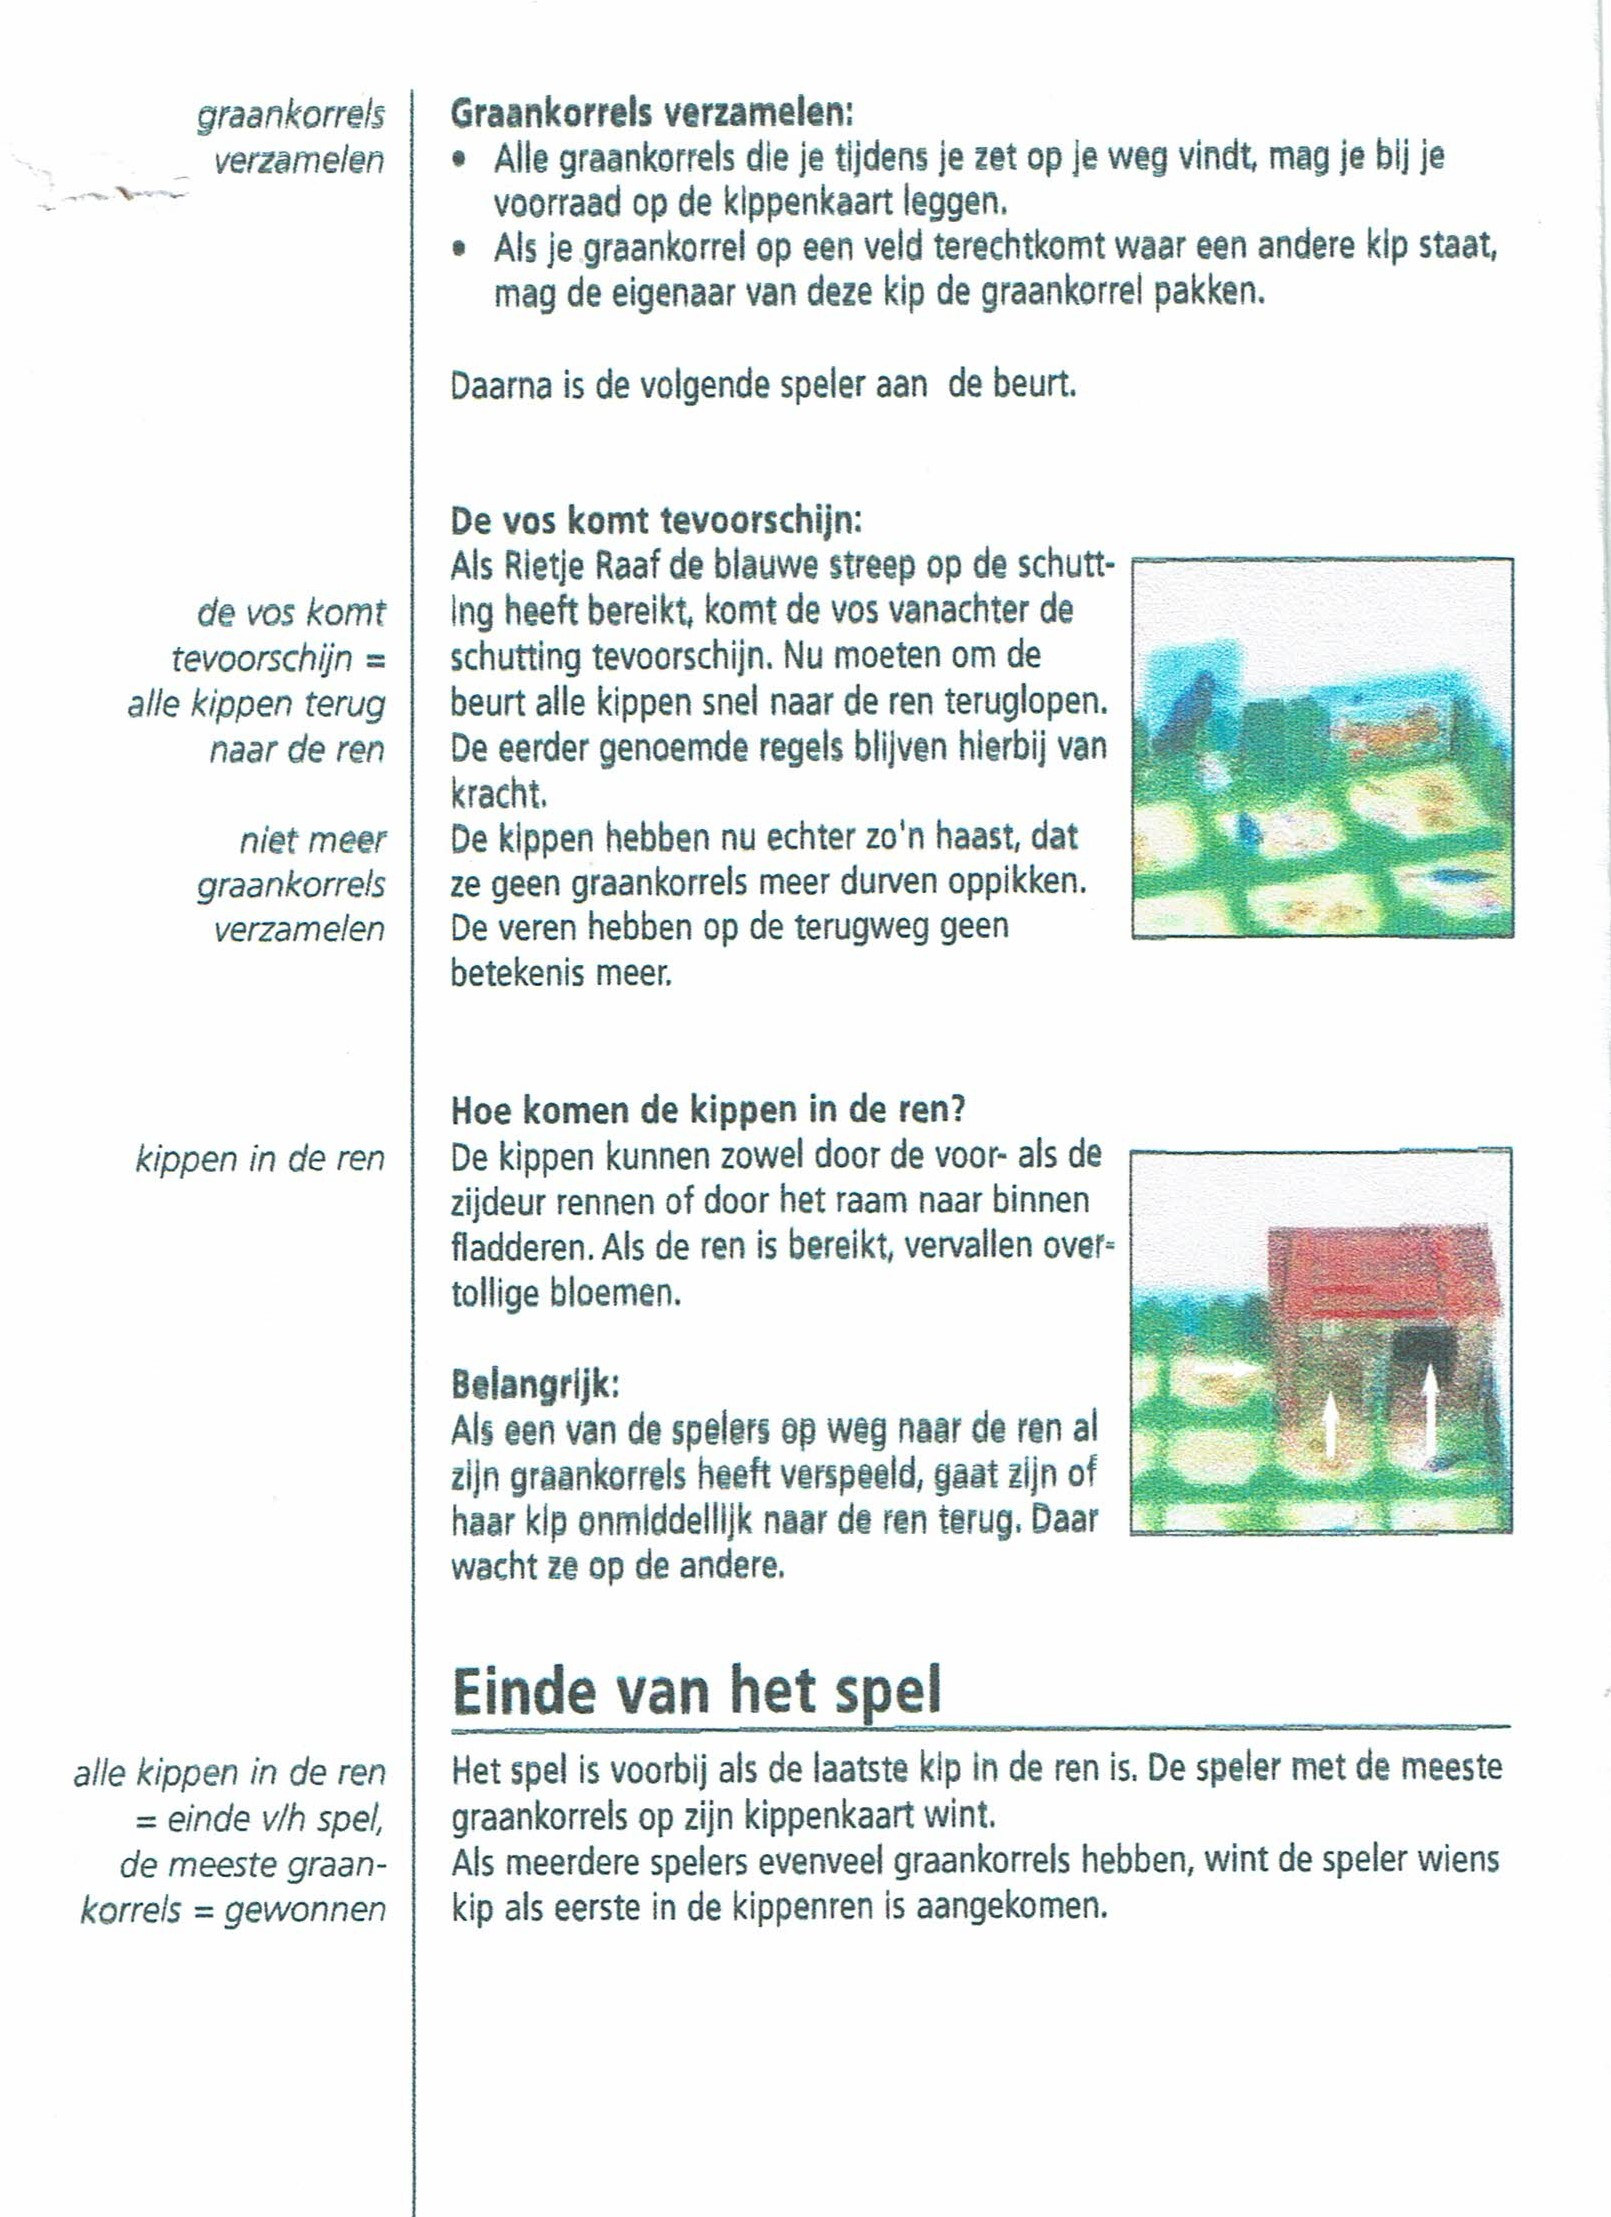 graankorrels
verzamelen
Graankorrels verzamelen:
• Alle graankorrels die je tijdens je zet op je weg vindt, mag je bij je
voorraad op de kippenkaart leggen.
• Als je graankorrel op een veld terechtkomt waar een andere kip staat,
mag de eigenaar van deze kip de graankorrel pakken.
Daarna is de volgende speler aan de beurt.
de vos komt
tevoorschijn =
alle kippen terug
naar de ren
niet meer
graankorrels
verzamelen
De vos komt tevoorschijn:
Als Rietje Raaf de blauwe streep op de schutt-
ing heeft bereikt, komt de vos vanachter de
schutting tevoorschijn. Nu moeten om de
beurt alle kippen snel naar de ren teruglopen.
De eerder genoemde regels blijven hierbij van
kracht.
De kippen hebben nu echter zo'n haast, dat
ze geen graankorrels meer durven oppikken.
De veren hebben op de terugweg geen
betekenis meer.
kippen in de ren
Hoe komen de kippen in de ren?
De kippen kunnen zowel door de voor- als de
zijdeur rennen of door het raam naar binnen
fladderen. Als de ren is bereikt, vervallen over-
tollige bloemen.
Belangrijk:
Als een van de spelers op weg naar de ren al
zijn graankorrels heeft verspeeld, gaat zijn of
haar kip onmiddellijk naar de ren terug. Daar
wacht ze op de andere.
Einde van het spel
alle kippen in de ren
= einde v/h spel,
de meeste graan-
korrels = gewonnen
Het spel is voorbij als de laatste kip in de ren is. De speler met de meeste
graankorrels op zijn kippenkaart wint.
Als meerdere spelers evenveel graankorrels hebben, wint de speler wiens
kip als eerste in de kippenren is aangekomen.